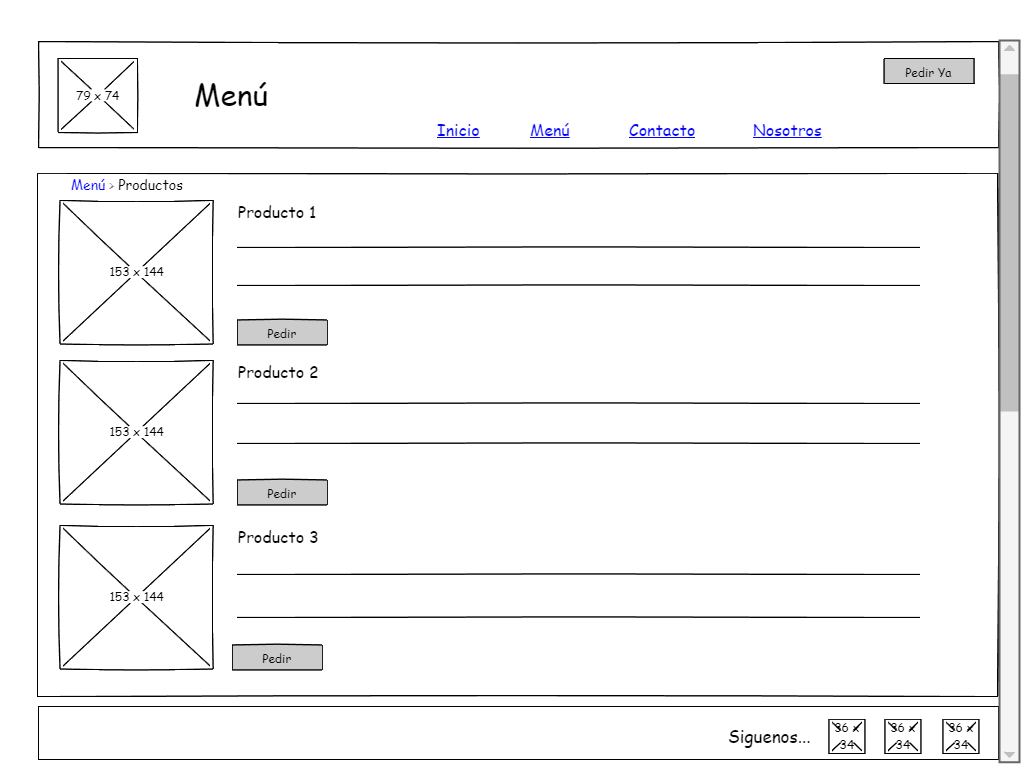 79 x 74
Menú
Pedir Ya
Inicio Menú Contacto Nosotros
Menú > Productos
153 x 144
Producto 1
Pedir
153 x 144
Producto 2
Pedir
153 x 144
Producto 3
Pedir
Siguenos...
36 x
34
36 x
34
36 x
34